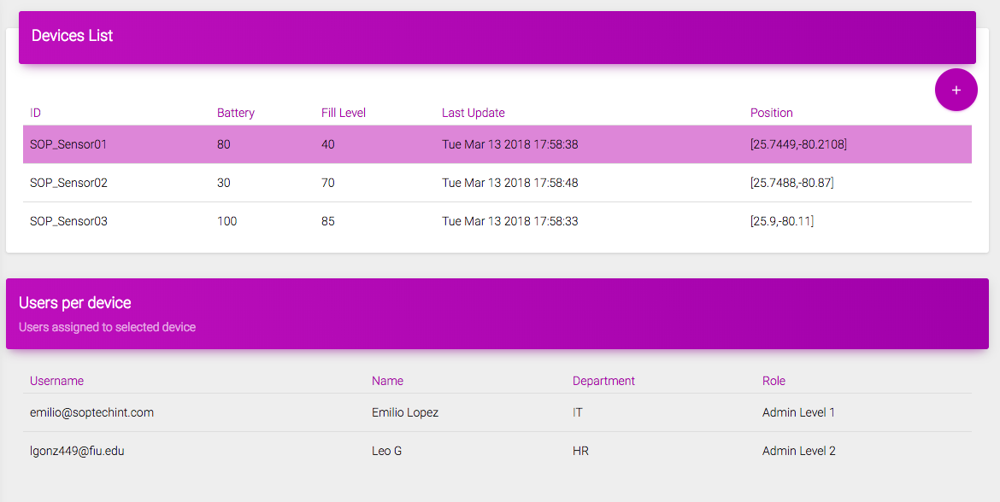 Devices List
+
ID Battery Fill Level Last Update Position
SOP_Sensor01 80 40 Tue Mar 13 2018 17:58:38 [25.7449,-80.2108]
SOP_Sensor02 30 70 Tue Mar 13 2018 17:58:48 [25.7488,-80.87]
SOP_Sensor03 100 85 Tue Mar 13 2018 17:58:33 [25.9,-80.11]
Users per device
Users assigned to selected device
Username Name Department Role
emilio@soptechint.com Emilio Lopez IT Admin Level 1
lgonz449@fiu.edu Leo G HR Admin Level 2